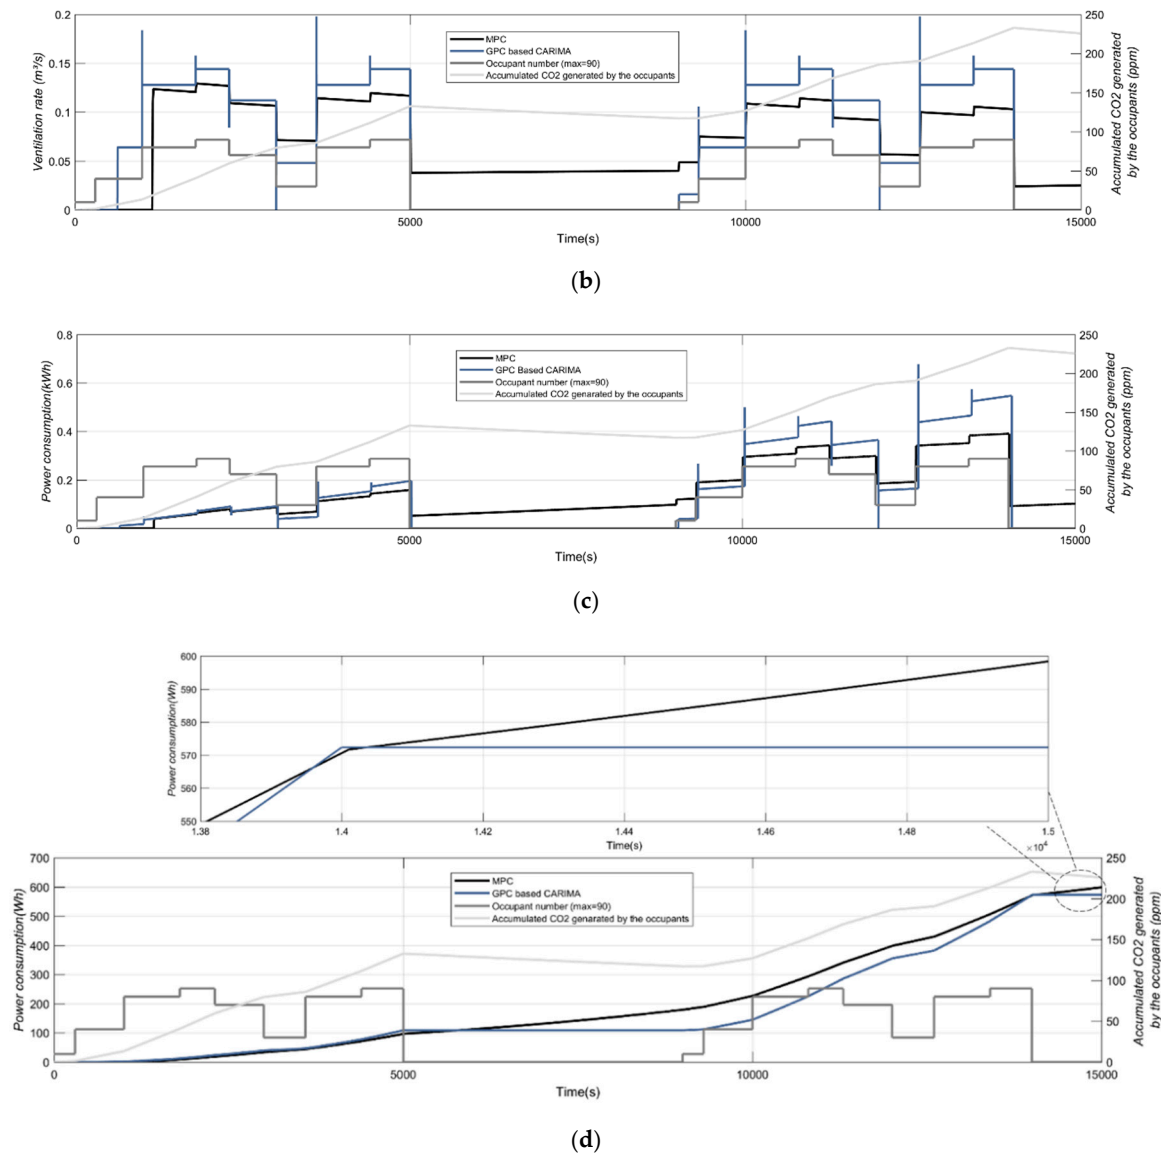 0.2
0.15
0.1
0.05
0
Ventilation rate (m³/s)
MPC
GPC based CARIMA
Occupant number (max=90)
Accumulated CO2 generated by the occupants
250
200
150
100
50
0
Accumulated CO2 generated
by the occupants (ppm)
0 5000 10000 15000
Time(s)
(b)
0.8
0.6
0.4
0.2
0
Power consumption(kWh)
MPC
GPC Based CARIMA
Occupant number (max=90)
Accumulated CO2 genarated by the occupants
250
200
150
100
50
0
Accumulated CO2 generated
by the occupants (ppm)
0 5000 10000 15000
Time(s)
(c)
600
590
580
570
560
550
Power consumption(Wh)
1.38 1.4 1.42 1.44 1.46 1.48 1.5
Time(s)
×10⁴
700
600
500
400
300
200
100
0
Power consumption(Wh)
MPC
GPC based CARIMA
Occupant number (max=90)
Accumulated CO2 genarated by the occupants
250
200
150
100
50
0
Accumulated CO2 generated
by the occupants (ppm)
0 5000 10000 15000
Time(s)
(d)